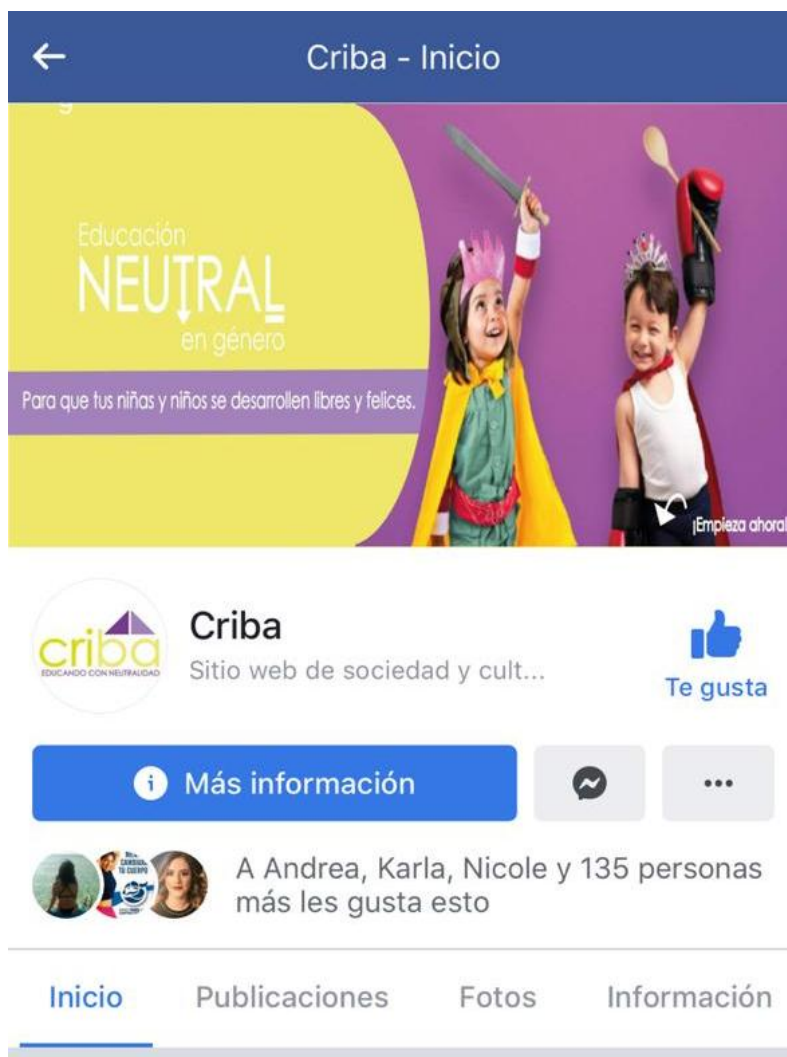 Criba - Inicio
Educación
NEUTRAL
en género
Para que tus niñas y niños se desarrollen libres y felices.
¡Empieza ahora!
criba
EDUCANDO CON NEUTRALIDAD
Criba
Sitio web de sociedad y cult...
Te gusta
Más información
A Andrea, Karla, Nicole y 135 personas
más les gusta esto
Inicio Publicaciones Fotos Información